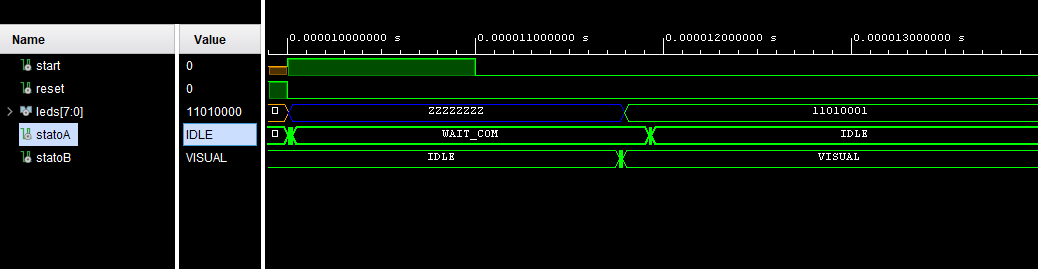 Name Value
0.000010000000 s 0.000011000000 s 0.000012000000 s 0.000013000000 s
start 0
reset 0
leds[7:0] 11010000 ZZZZZZZZ 11010001
statoA IDLE WAIT_COM IDLE
statoB VISUAL IDLE VISUAL